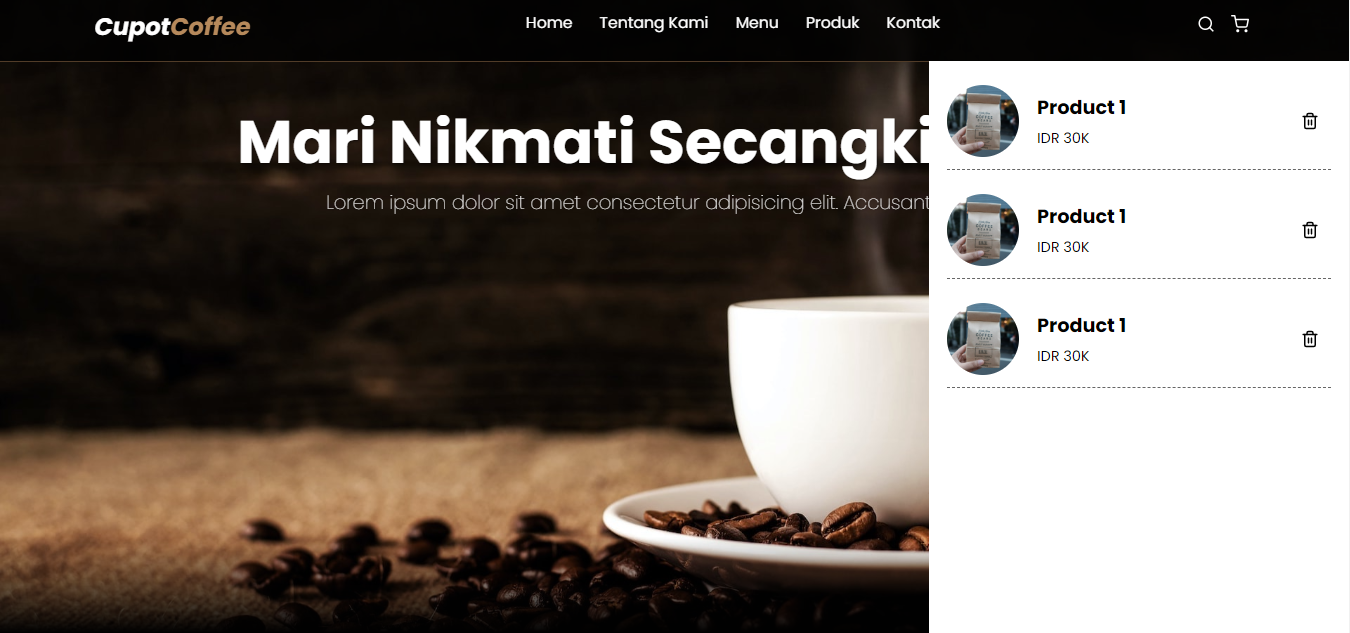 CupotCoffee
Home Tentang Kami Menu Produk Kontak
Mari Nikmati Secangki
Lorem ipsum dolor sit amet consectetur adipisicing elit. Accusant
Product 1
IDR 30K
Product 1
IDR 30K
Product 1
IDR 30K